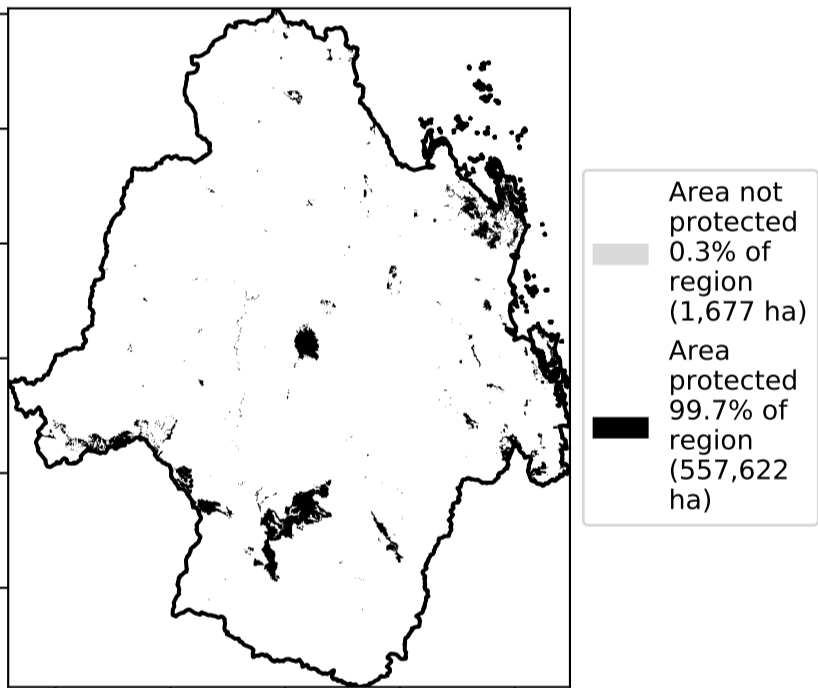 Area not
protected
0.3% of
region
(1,677 ha)
Area
protected
99.7% of
region
(557,622
ha)